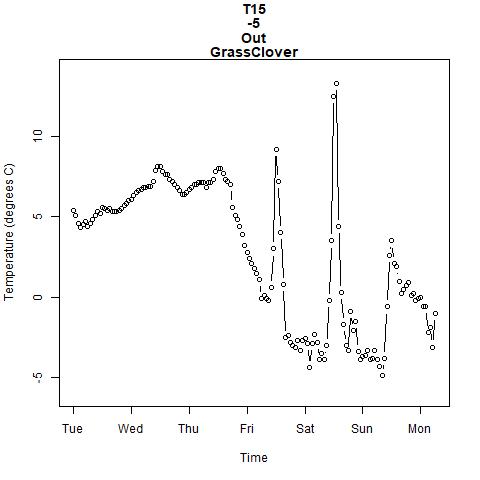 T15
-5
Out
GrassClover
Temperature (degrees C)
10
5
0
-5
Tue Wed Thu Fri Sat Sun Mon
Time